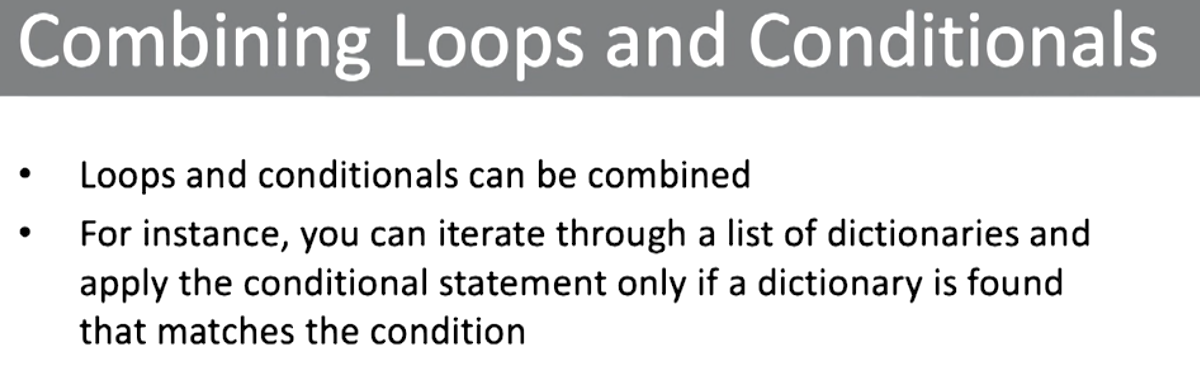 Combining Loops and Conditionals
• Loops and conditionals can be combined
• For instance, you can iterate through a list of dictionaries and
apply the conditional statement only if a dictionary is found
that matches the condition